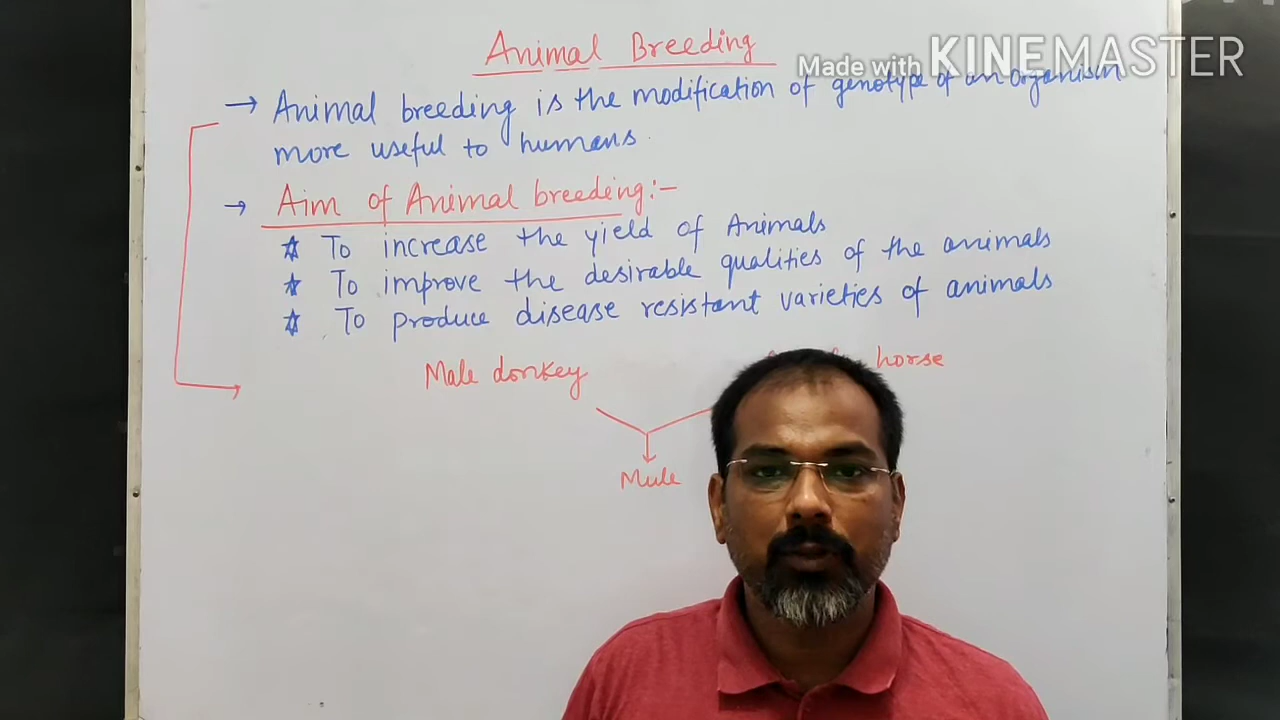 Animal Breeding
Made with KINEMASTER
→ Animal breeding is the modification of genotype of an organism
more useful to humans.
→ Aim of Animal breeding:-
☆ To increase the yield of Animals
☆ To improve the desirable qualities of the animals
☆ To produce disease resistant varieties of animals
Male donkey horse
Mule